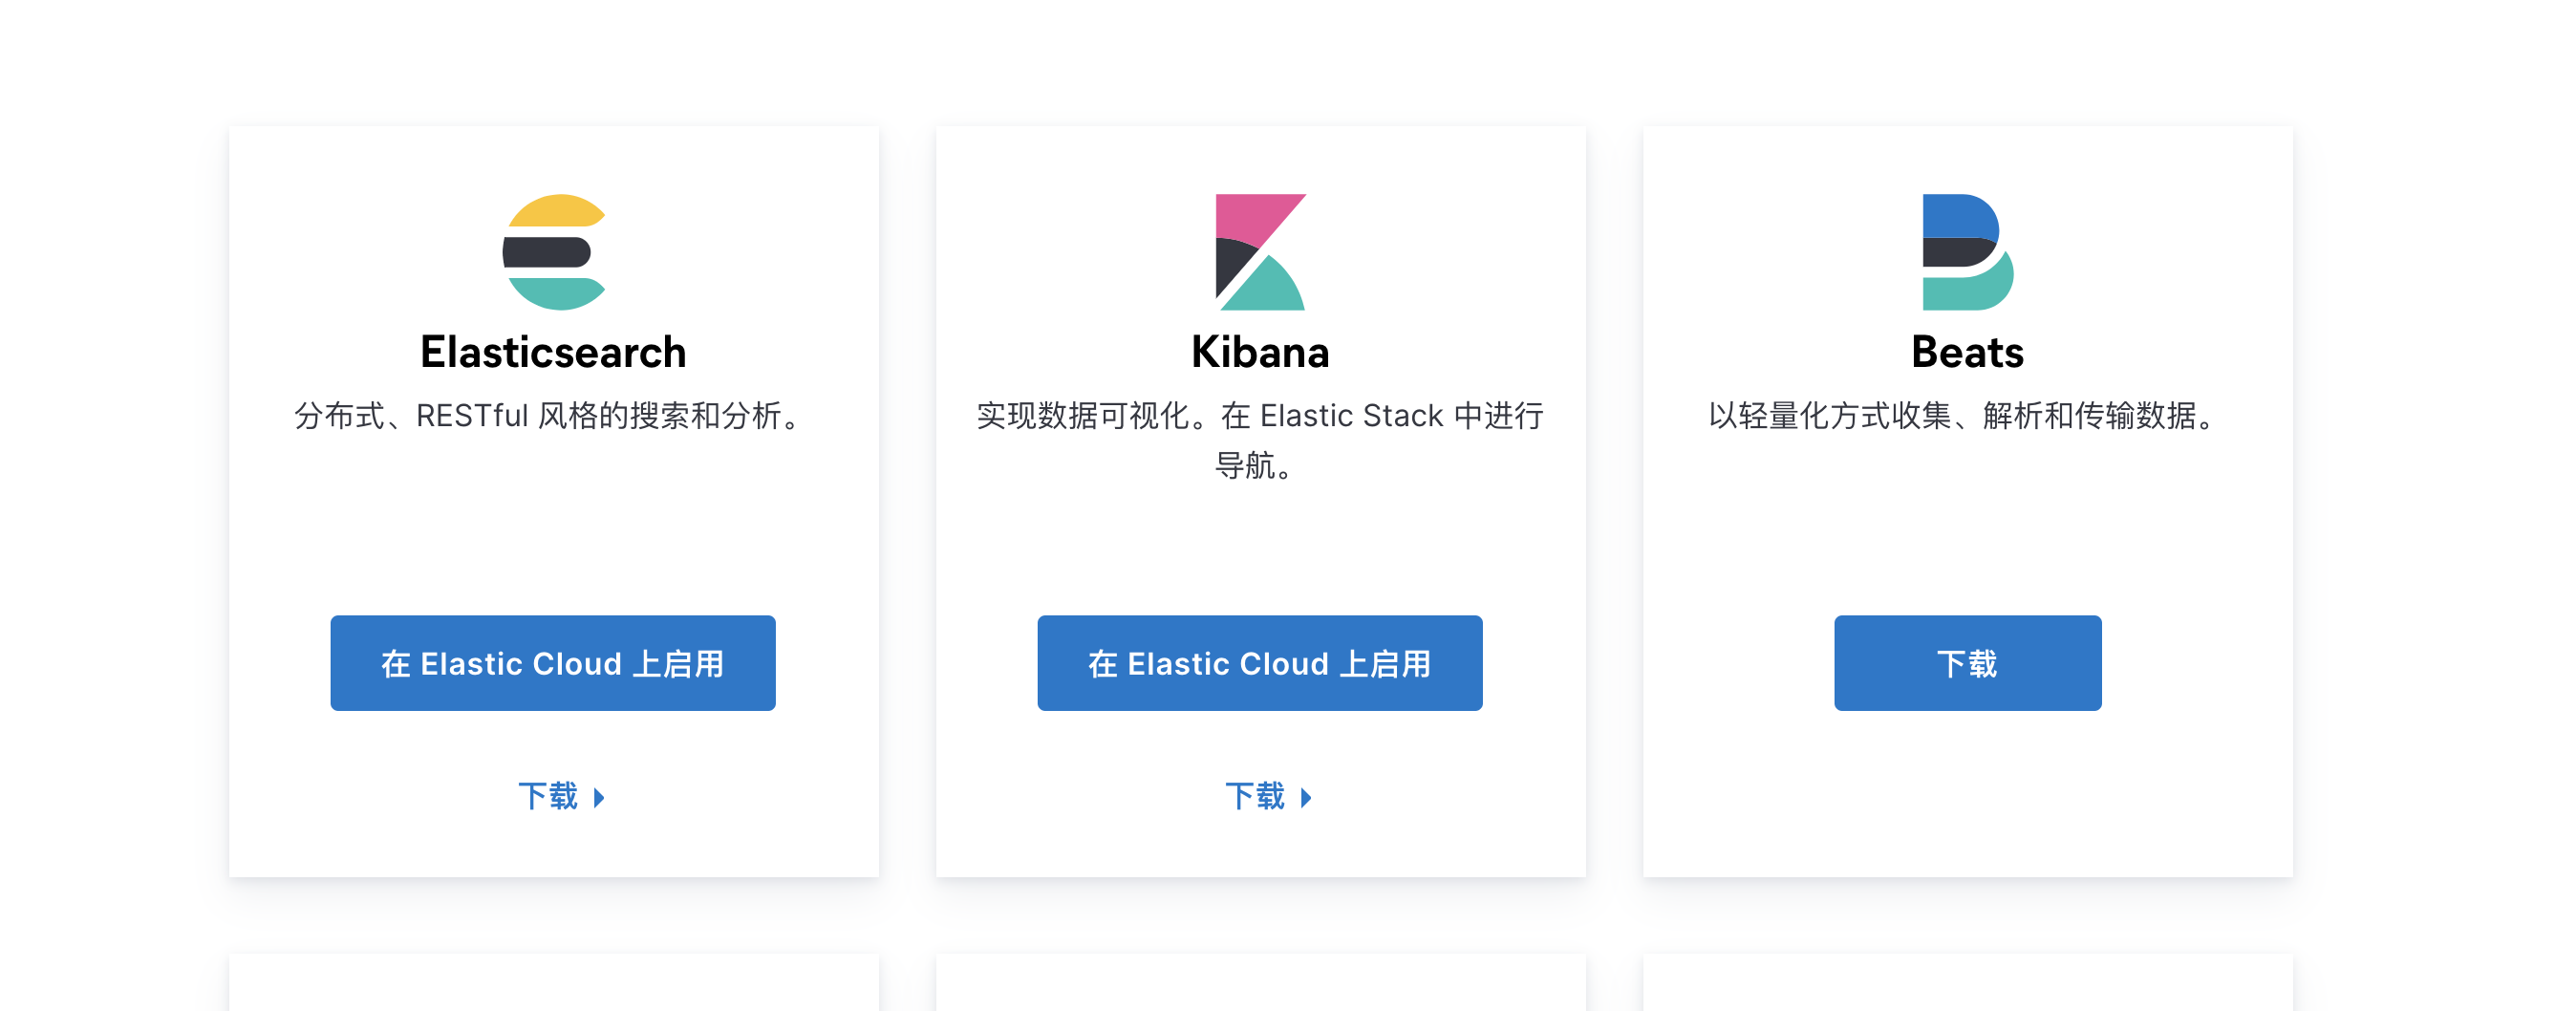 Elasticsearch
分布式、RESTful 风格的搜索和分析。
在 Elastic Cloud 上启用
下载
Kibana
实现数据可视化。在 Elastic Stack 中进行
导航。
在 Elastic Cloud 上启用
下载
Beats
以轻量化方式收集、解析和传输数据。
下载